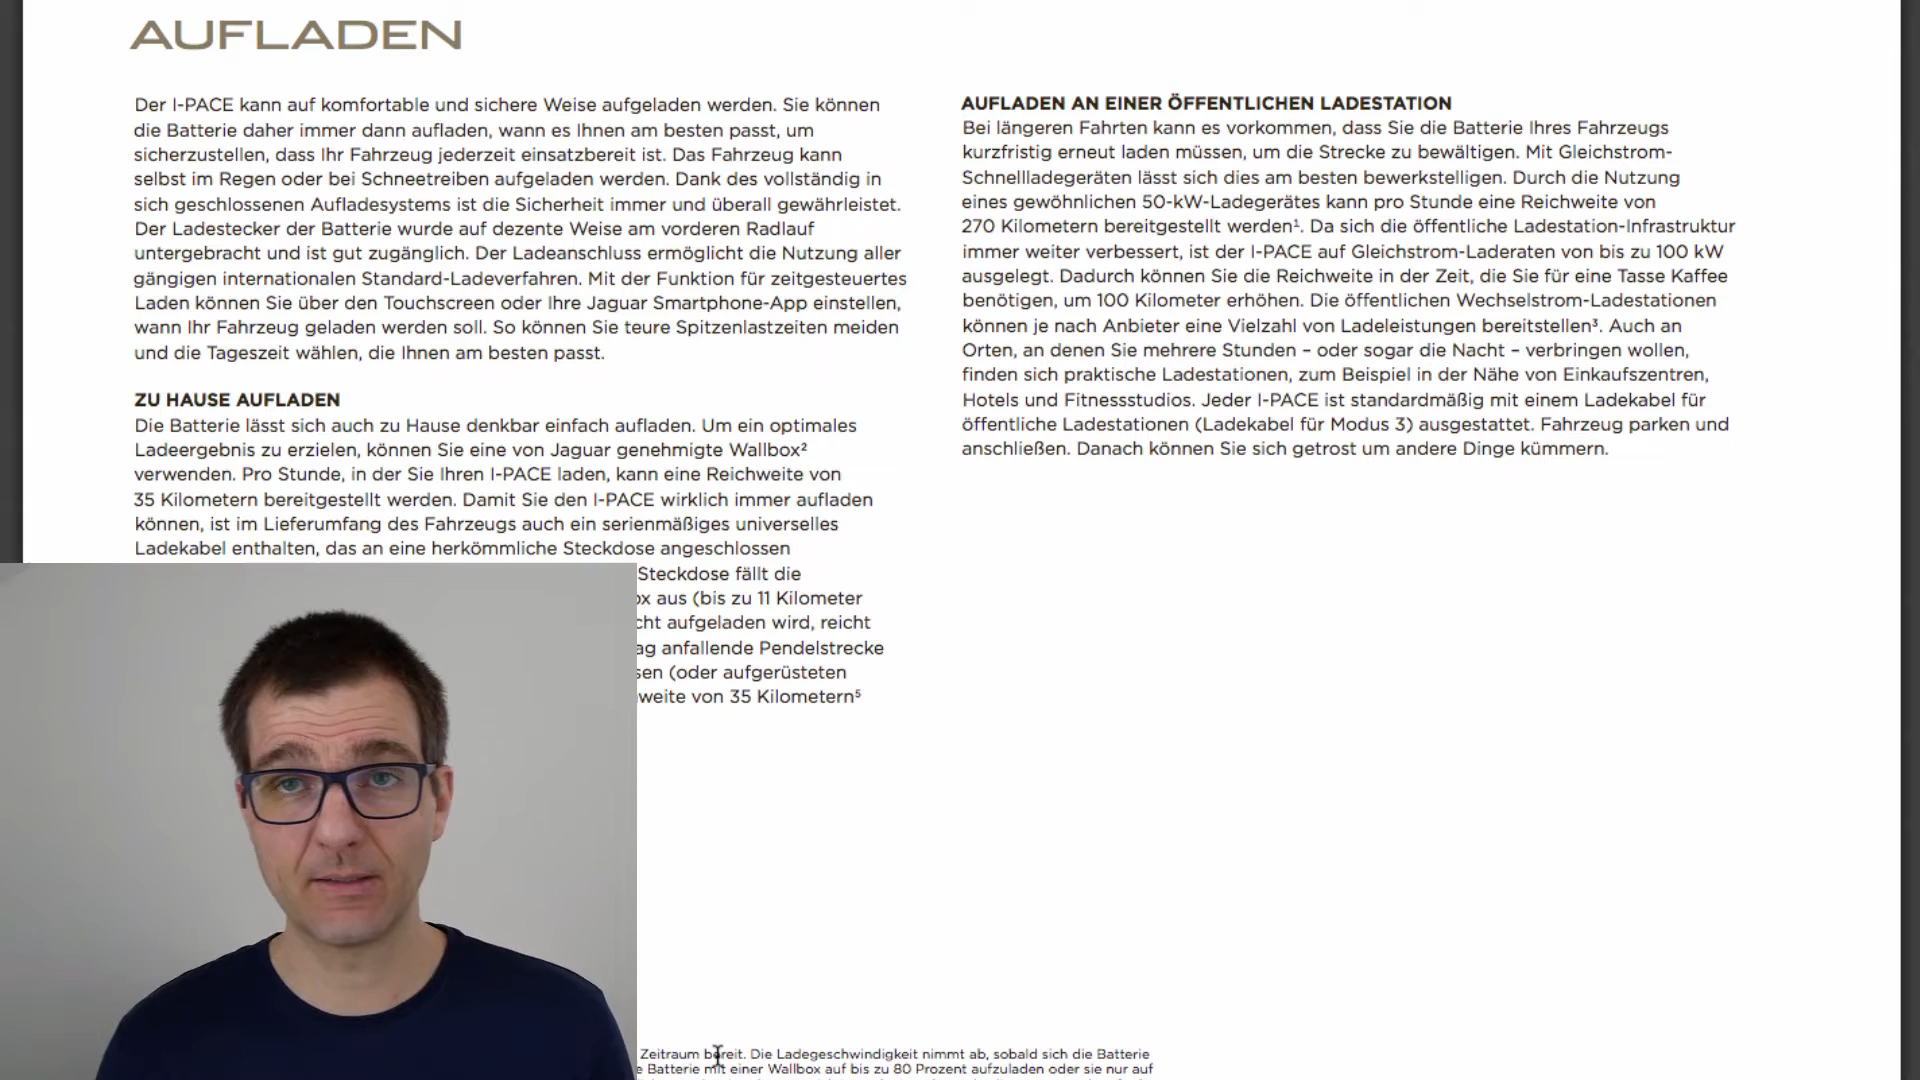 AUFLADEN
Der I-PACE kann auf komfortable und sichere Weise aufgeladen werden. Sie können
die Batterie daher immer dann aufladen, wann es Ihnen am besten passt, um
sicherzustellen, dass Ihr Fahrzeug jederzeit einsatzbereit ist. Das Fahrzeug kann
selbst im Regen oder bei Schneetreiben aufgeladen werden. Dank des vollständig in
sich geschlossenen Aufladesystems ist die Sicherheit immer und überall gewährleistet.
Der Ladestecker der Batterie wurde auf dezente Weise am vorderen Radlauf
untergebracht und ist gut zugänglich. Der Ladeanschluss ermöglicht die Nutzung aller
gängigen internationalen Standard-Ladeverfahren. Mit der Funktion für zeitgesteuertes
Laden können Sie über den Touchscreen oder Ihre Jaguar Smartphone-App einstellen,
wann Ihr Fahrzeug geladen werden soll. So können Sie teure Spitzenlastzeiten meiden
und die Tageszeit wählen, die Ihnen am besten passt.
ZU HAUSE AUFLADEN
Die Batterie lässt sich auch zu Hause denkbar einfach aufladen. Um ein optimales
Ladeergebnis zu erzielen, können Sie eine von Jaguar genehmigte Wallbox²
verwenden. Pro Stunde, in der Sie Ihren I-PACE laden, kann eine Reichweite von
35 Kilometern bereitgestellt werden. Damit Sie den I-PACE wirklich immer aufladen
können, ist im Lieferumfang des Fahrzeugs auch ein serienmäßiges universelles
Ladekabel enthalten, das an eine herkömmliche Steckdose angeschlossen
Steckdose fällt die
aus (bis zu 11 Kilometer
aufgeladen wird, reicht
anfallende Pendelstrecke
(oder aufgerüsteten
von 35 Kilometern⁵
AUFLADEN AN EINER ÖFFENTLICHEN LADESTATION
Bei längeren Fahrten kann es vorkommen, dass Sie die Batterie Ihres Fahrzeugs
kurzfristig erneut laden müssen, um die Strecke zu bewältigen. Mit Gleichstrom-
Schnellladegeräten lässt sich dies am besten bewerkstelligen. Durch die Nutzung
eines gewöhnlichen 50-kW-Ladegerätes kann pro Stunde eine Reichweite von
270 Kilometern bereitgestellt werden¹. Da sich die öffentliche Ladestation-Infrastruktur
immer weiter verbessert, ist der I-PACE auf Gleichstrom-Laderaten von bis zu 100 kW
ausgelegt. Dadurch können Sie die Reichweite in der Zeit, die Sie für eine Tasse Kaffee
benötigen, um 100 Kilometer erhöhen. Die öffentlichen Wechselstrom-Ladestationen
können je nach Anbieter eine Vielzahl von Ladeleistungen bereitstellen³. Auch an
Orten, an denen Sie mehrere Stunden – oder sogar die Nacht – verbringen wollen,
finden sich praktische Ladestationen, zum Beispiel in der Nähe von Einkaufszentren,
Hotels und Fitnessstudios. Jeder I-PACE ist standardmäßig mit einem Ladekabel für
öffentliche Ladestationen (Ladekabel für Modus 3) ausgestattet. Fahrzeug parken und
anschließen. Danach können Sie sich getrost um andere Dinge kümmern.
Zeitraum bereit. Die Ladegeschwindigkeit nimmt ab, sobald sich die Batterie
Batterie mit einer Wallbox auf bis zu 80 Prozent aufzuladen oder sie nur auf